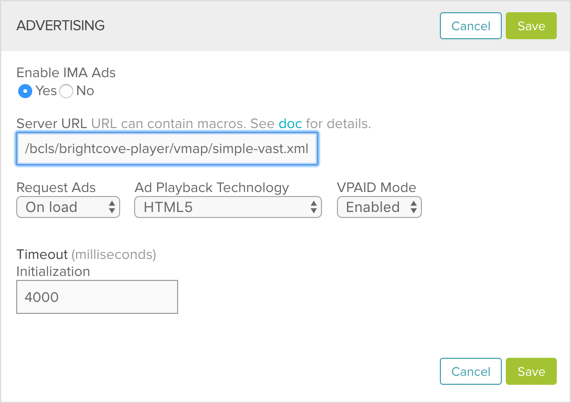 ADVERTISING Cancel Save
Enable IMA Ads
Yes No
Server URL URL can contain macros. See doc for details.
/bcls/brightcove-player/vmap/simple-vast.xml
Request Ads Ad Playback Technology VPAID Mode
On load HTML5 Enabled
Timeout (milliseconds)
Initialization
4000
Cancel Save